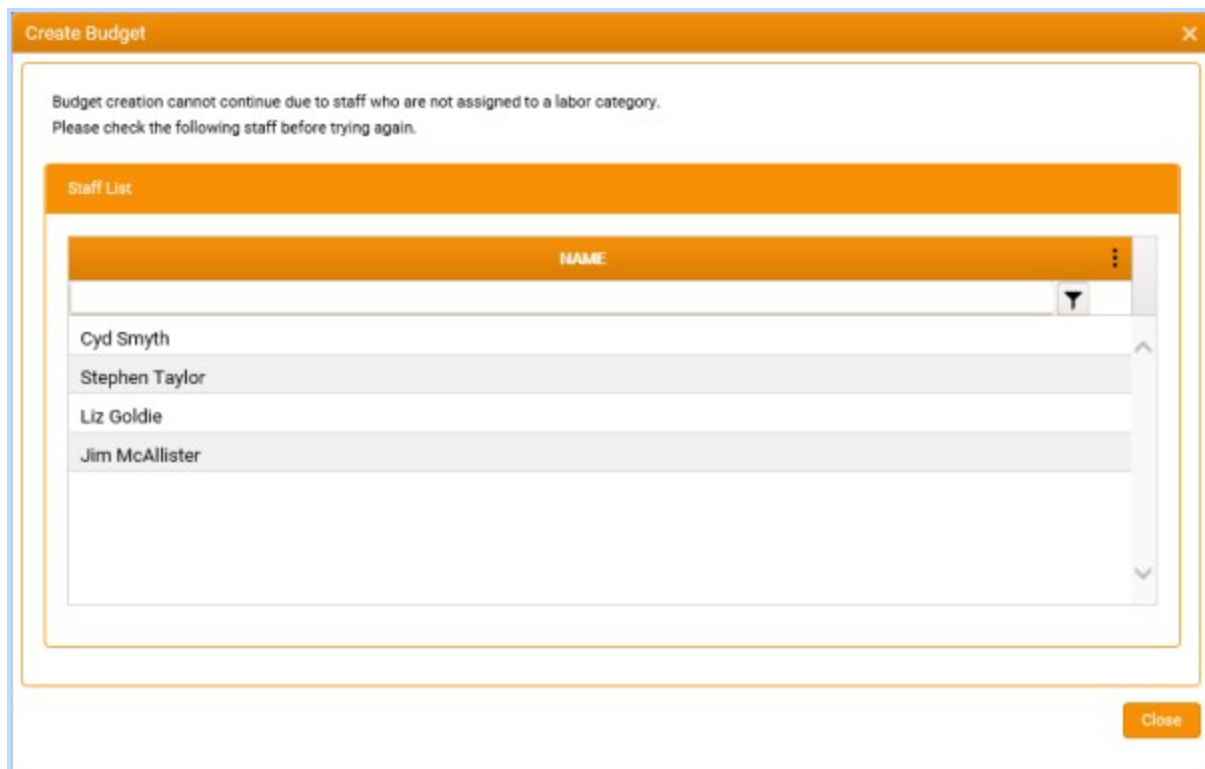 Create Budget
Budget creation cannot continue due to staff who are not assigned to a labor category.
Please check the following staff before trying again.
Staff List
NAME
Cyd Smyth
Stephen Taylor
Liz Goldie
Jim McAllister
Close